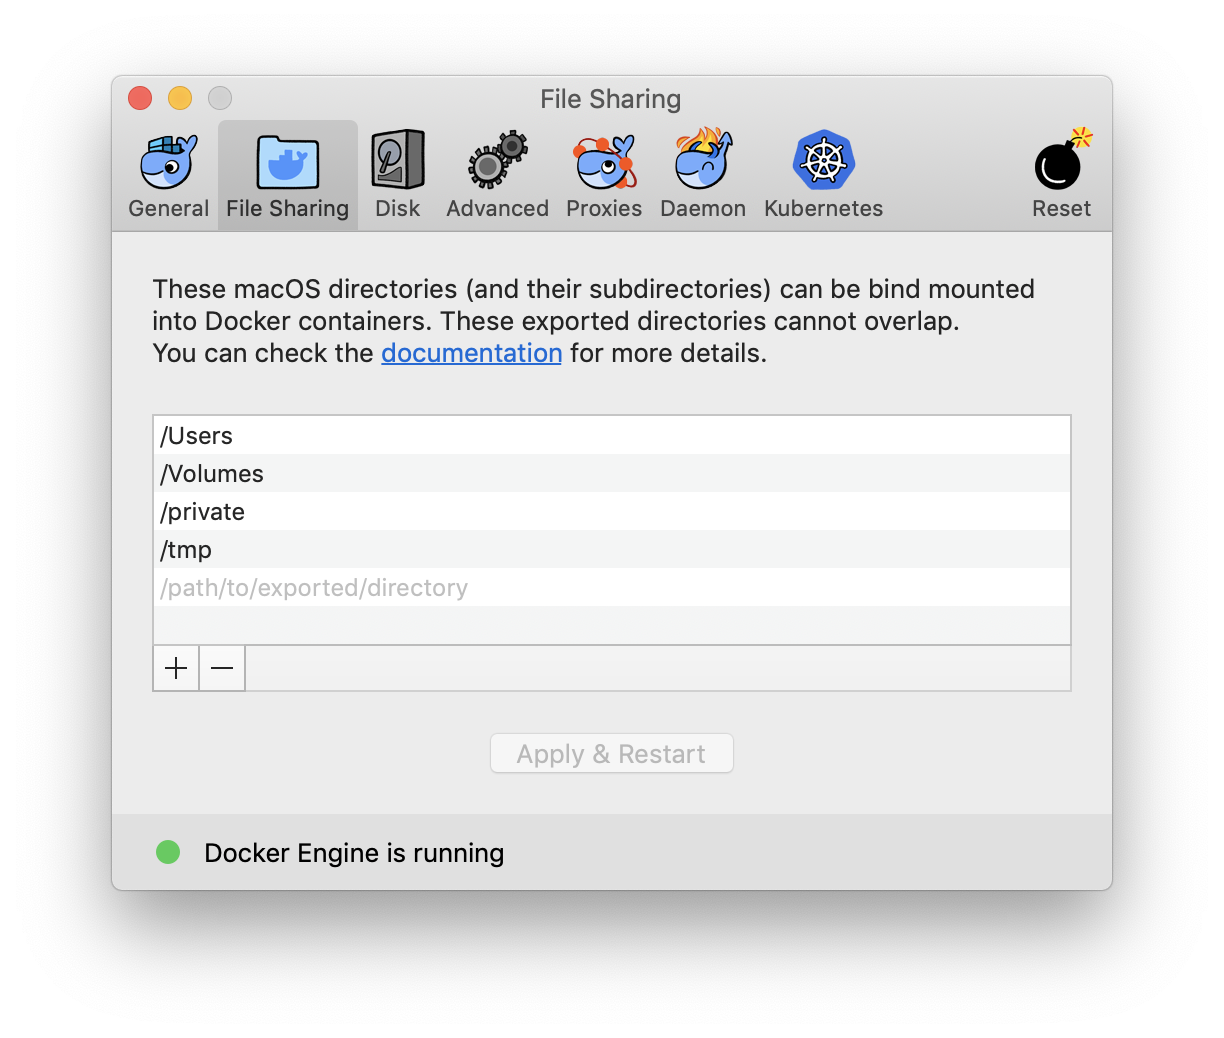 File Sharing
General
File Sharing
Disk
Advanced
Proxies
Daemon
Kubernetes
Reset
These macOS directories (and their subdirectories) can be bind mounted
into Docker containers. These exported directories cannot overlap.
You can check the documentation for more details.
/Users
/Volumes
/private
/tmp
/path/to/exported/directory
Apply & Restart
Docker Engine is running